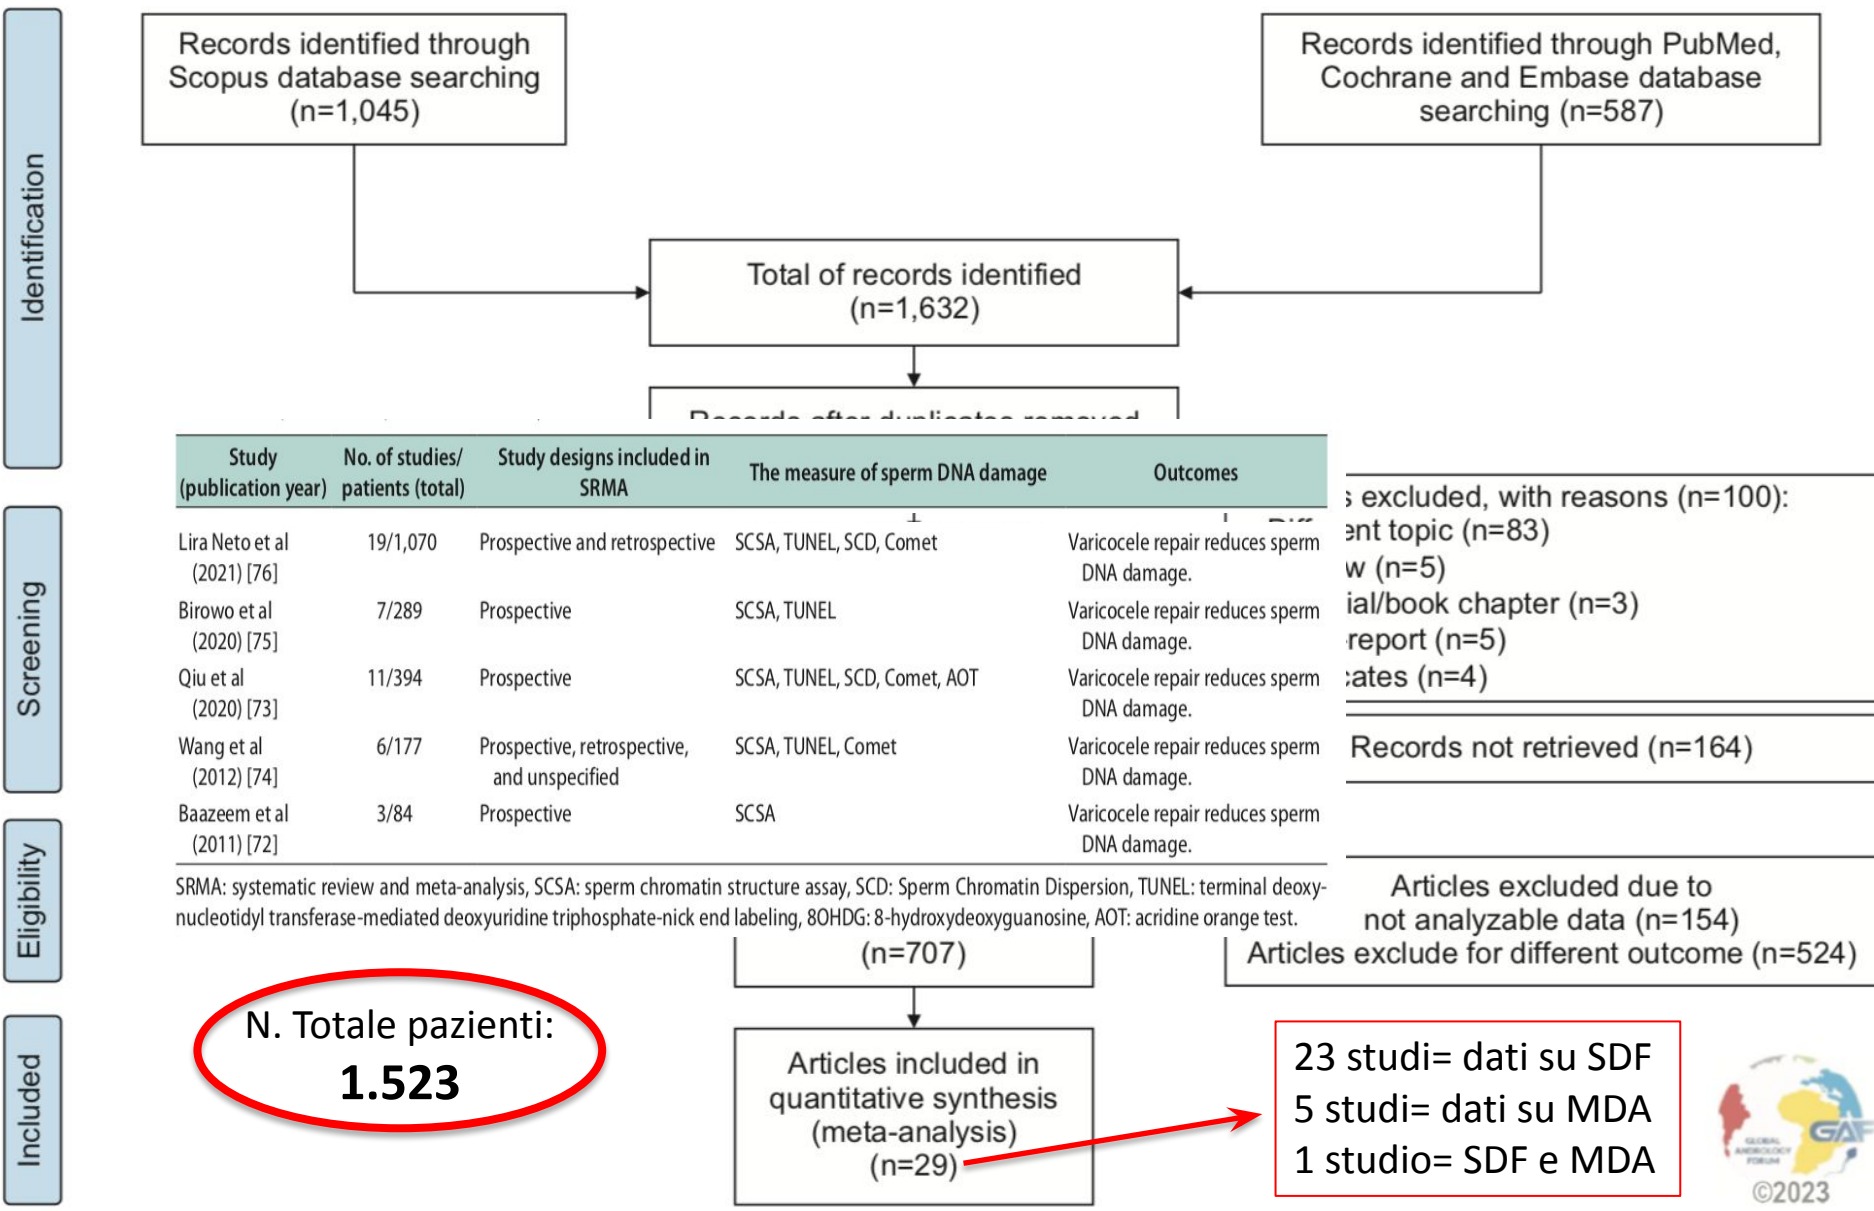 Identification
Records identified through
Scopus database searching
(n=1,045)
Records identified through PubMed,
Cochrane and Embase database
searching (n=587)
Total of records identified
(n=1,632)
Records after duplicates removed
Study
(publication year)
No. of studies/
patients (total)
Study designs included in
SRMA
The measure of sperm DNA damage
Outcomes
Lira Neto et al
(2021) [76]
19/1,070
Prospective and retrospective
SCSA, TUNEL, SCD, Comet
Varicocele repair reduces sperm
DNA damage.
Birowo et al
(2020) [75]
7/289
Prospective
SCSA, TUNEL
Varicocele repair reduces sperm
DNA damage.
Qiu et al
(2020) [73]
11/394
Prospective
SCSA, TUNEL, SCD, Comet, AOT
Varicocele repair reduces sperm
DNA damage.
Wang et al
(2012) [74]
6/177
Prospective, retrospective,
and unspecified
SCSA, TUNEL, Comet
Varicocele repair reduces sperm
DNA damage.
Baazeem et al
(2011) [72]
3/84
Prospective
SCSA
Varicocele repair reduces sperm
DNA damage.
SRMA: systematic review and meta-analysis, SCSA: sperm chromatin structure assay, SCD: Sperm Chromatin Dispersion, TUNEL: terminal deoxy-
nucleotidyl transferase-mediated deoxyuridine triphosphate-nick end labeling, 8OHDG: 8-hydroxydeoxyguanosine, AOT: acridine orange test.
Screening
excluded, with reasons (n=100):
topic (n=83)
(n=5)
chapter (n=3)
report (n=5)
(n=4)
Records not retrieved (n=164)
Eligibility
Articles excluded due to
not analyzable data (n=154)
Articles exclude for different outcome (n=524)
(n=707)
Included
N. Totale pazienti:
1.523
Articles included in
quantitative synthesis
(meta-analysis)
(n=29)
23 studi= dati su SDF
5 studi= dati su MDA
1 studio= SDF e MDA
GLOBAL
ANDROLOGY
FORUM
GAF
©2023